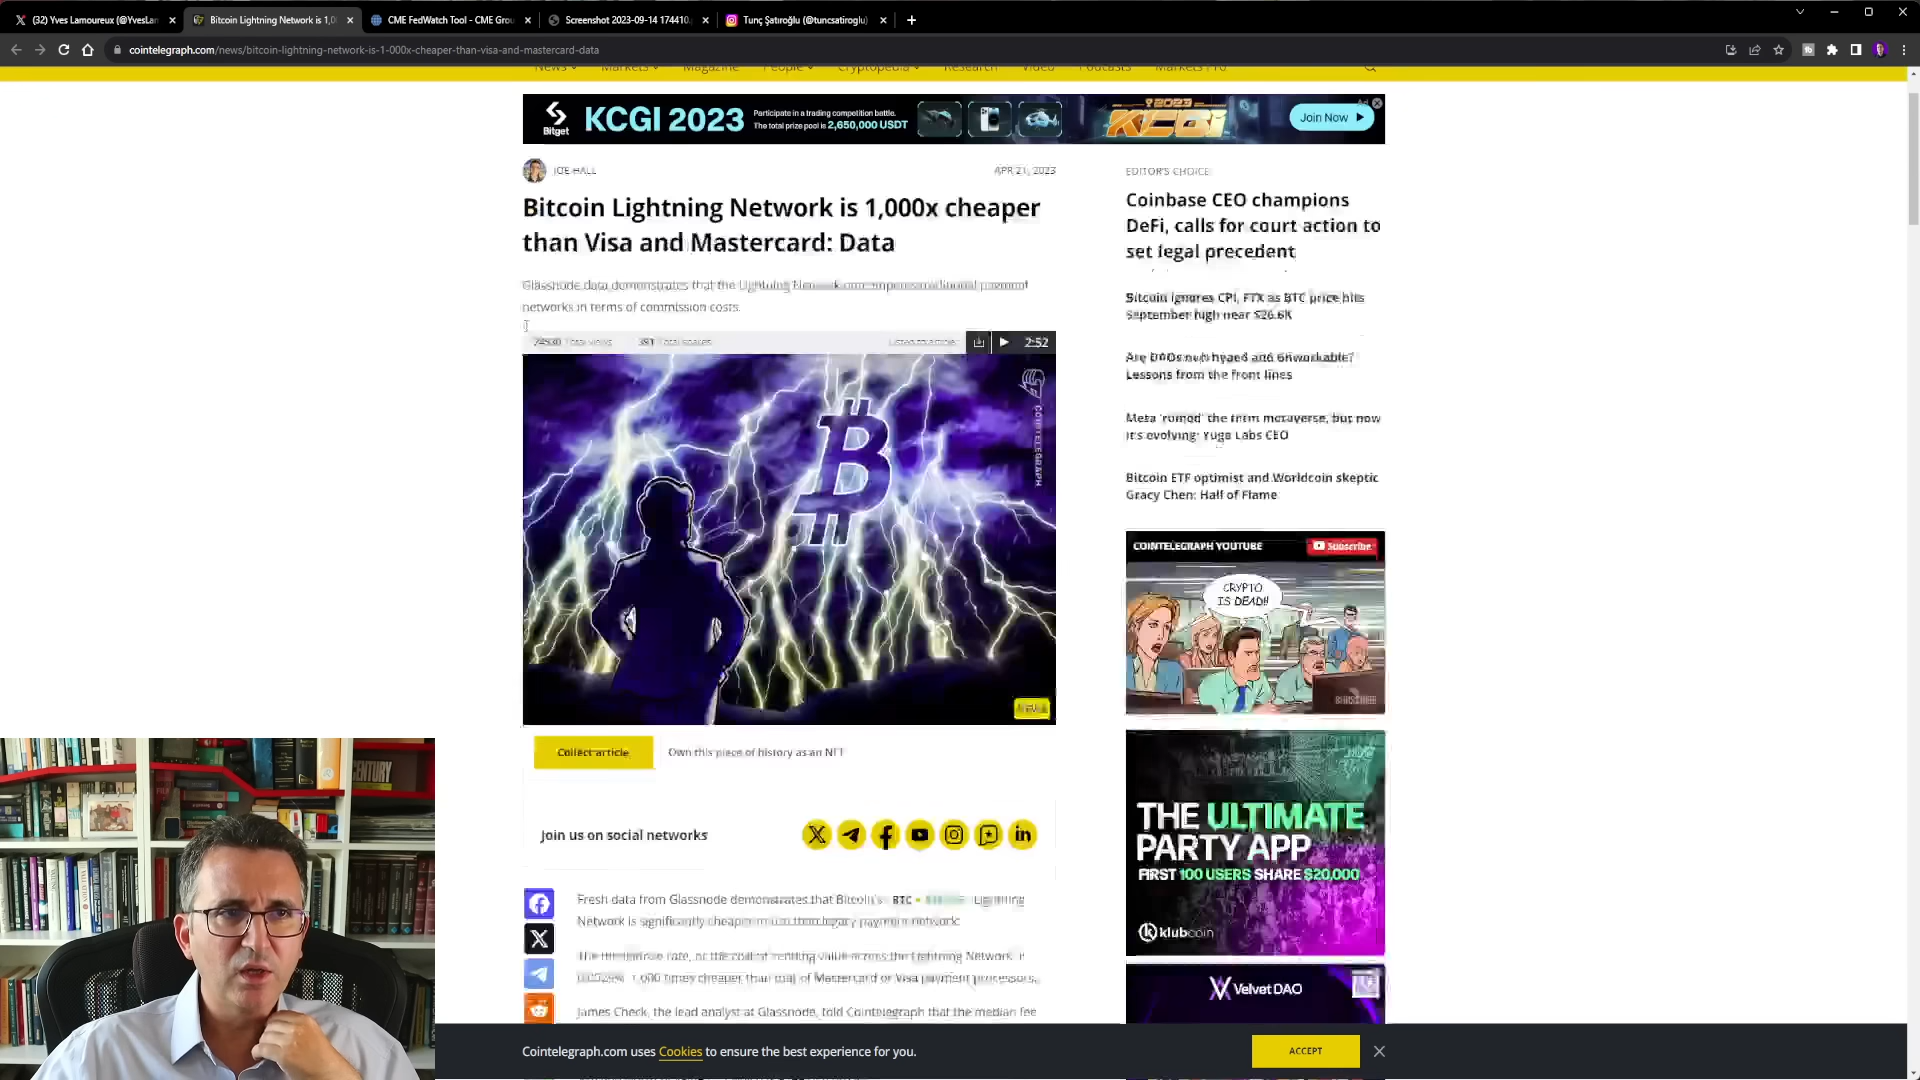 (32) Yves Lamoureux (@YvesLan
Bitcoin Lightning Network is 1,0
CME FedWatch Tool - CME Grou
Screenshot 2023-09-14 174410.p
Tunç Şatıroğlu (@tuncsatiroglu)
cointelegraph.com/news/bitcoin-lightning-network-is-1-000x-cheaper-than-visa-and-mastercard-data
News Markets Magazine People Cryptopedia Research Video Podcasts Markets Pro
Bitget
KCGI 2023
Participate in a trading competition battle.
The total prize pool is 2,650,000 USDT
2023
KCGI
Ad
Join Now
JOE HALL
APR 21, 2023
Bitcoin Lightning Network is 1,000x cheaper
than Visa and Mastercard: Data
Glassnode data demonstrates that the Lightning Network
networks in terms of commission costs.
Total views
391 Total shares
Listen to article
2:52
COINTELEGRAPH
NEWS
Collect article
Own this piece of history as an NFT
Join us on social networks
Fresh data from Glassnode demonstrates that Bitcoin's BTC Lightning
Network is significantly cheaper to use than legacy payment network
rate, or the cost of sending value across the Lightning Network, is
1,000 times cheaper than that of Mastercard or Visa payment processors.
James Check, the lead analyst at Glassnode, told Cointelegraph that the median fee
EDITOR'S CHOICE
Coinbase CEO champions
DeFi, calls for court action to
set legal precedent
Bitcoin ignores CPI, FTX as BTC price hits
September high near $26.6K
Are DAOs overhyped and unworkable?
Lessons from the front lines
Meta 'ruined' the term metaverse, but now
it's evolving: Yuga Labs CEO
Bitcoin ETF optimist and Worldcoin skeptic
Gracy Chen: Hall of Flame
COINTELEGRAPH YOUTUBE
Subscribe
CRYPTO
IS DEAD!!
THE ULTIMATE
PARTY APP
FIRST 100 USERS SHARE $20,000
klubcoin
Velvet DAO
CENTURY
Cointelegraph.com uses Cookies to ensure the best experience for you.
ACCEPT